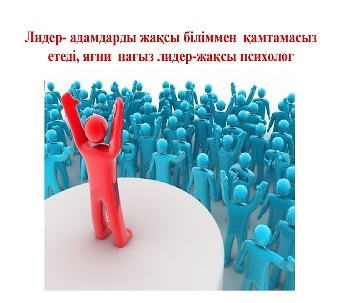 Лидер- адамдарды жақсы біліммен қамтамасыз
етеді, яғни нағыз лидер-жақсы психолог